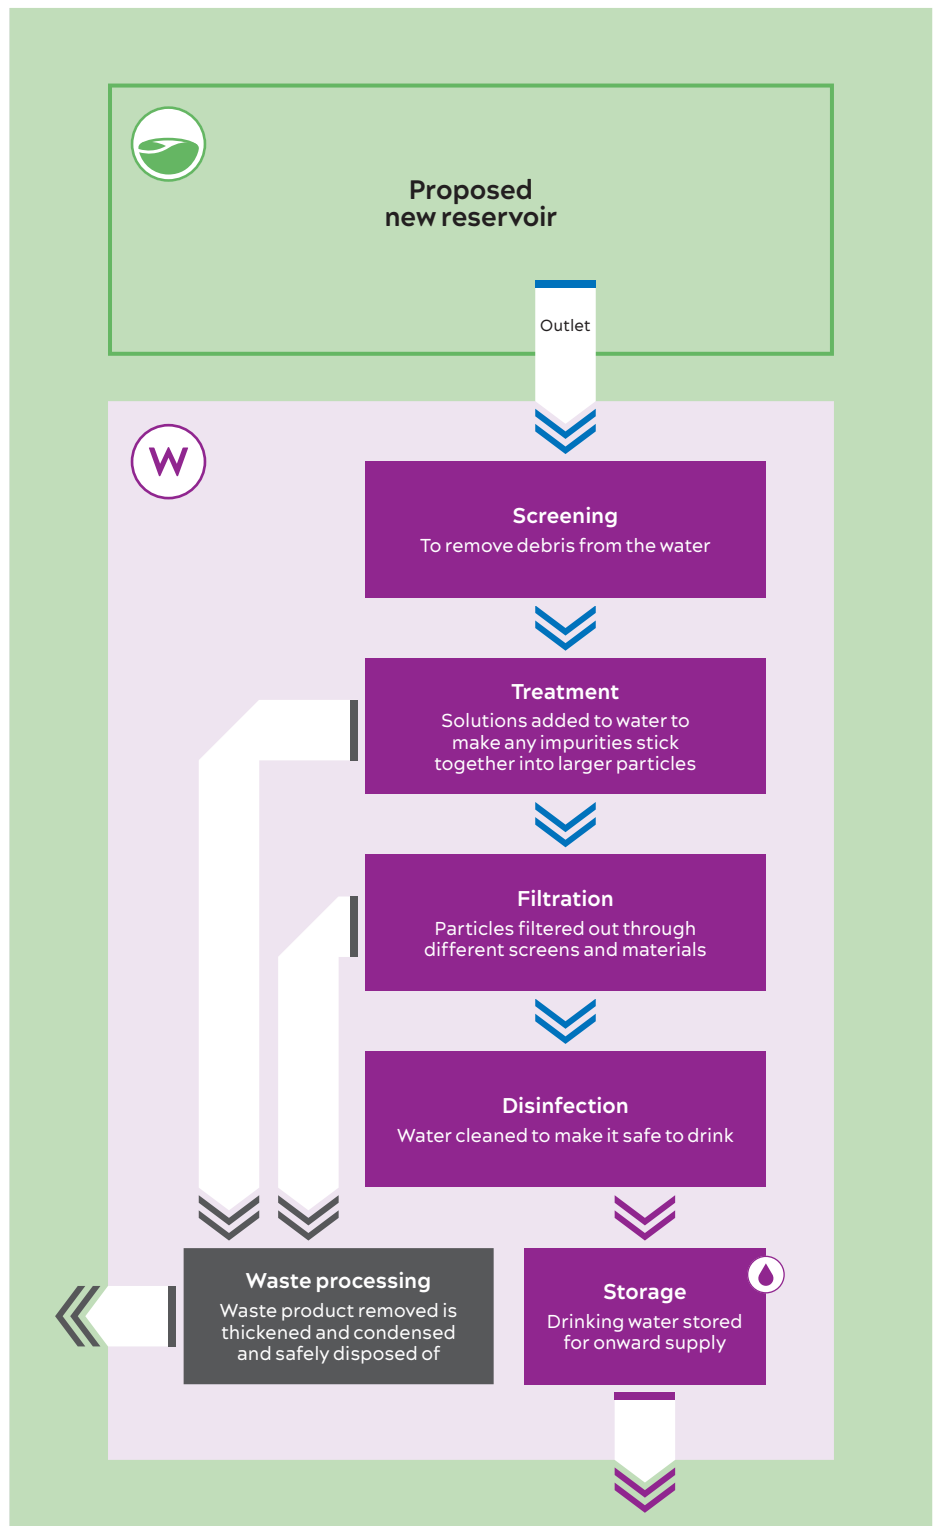 Proposed
new reservoir
Outlet
W
Screening
To remove debris from the water
Treatment
Solutions added to water to
make any impurities stick
together into larger particles
Filtration
Particles filtered out through
different screens and materials
Disinfection
Water cleaned to make it safe to drink
Waste processing
Waste product removed is
thickened and condensed
and safely disposed of
Storage
Drinking water stored
for onward supply